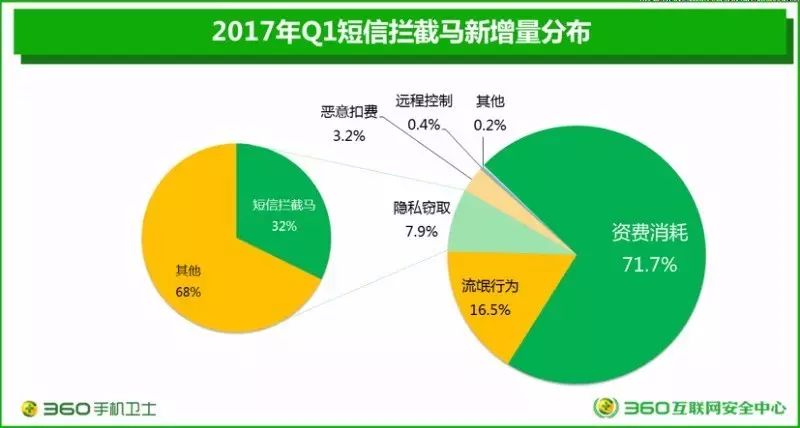 2017年Q1短信拦截马新增量分布
恶意扣费
3.2%
远程控制
0.4%
其他
0.2%
短信拦截马
32%
其他
68%
隐私窃取
7.9%
流氓行为
16.5%
资费消耗
71.7%
360手机卫士
360互联网安全中心